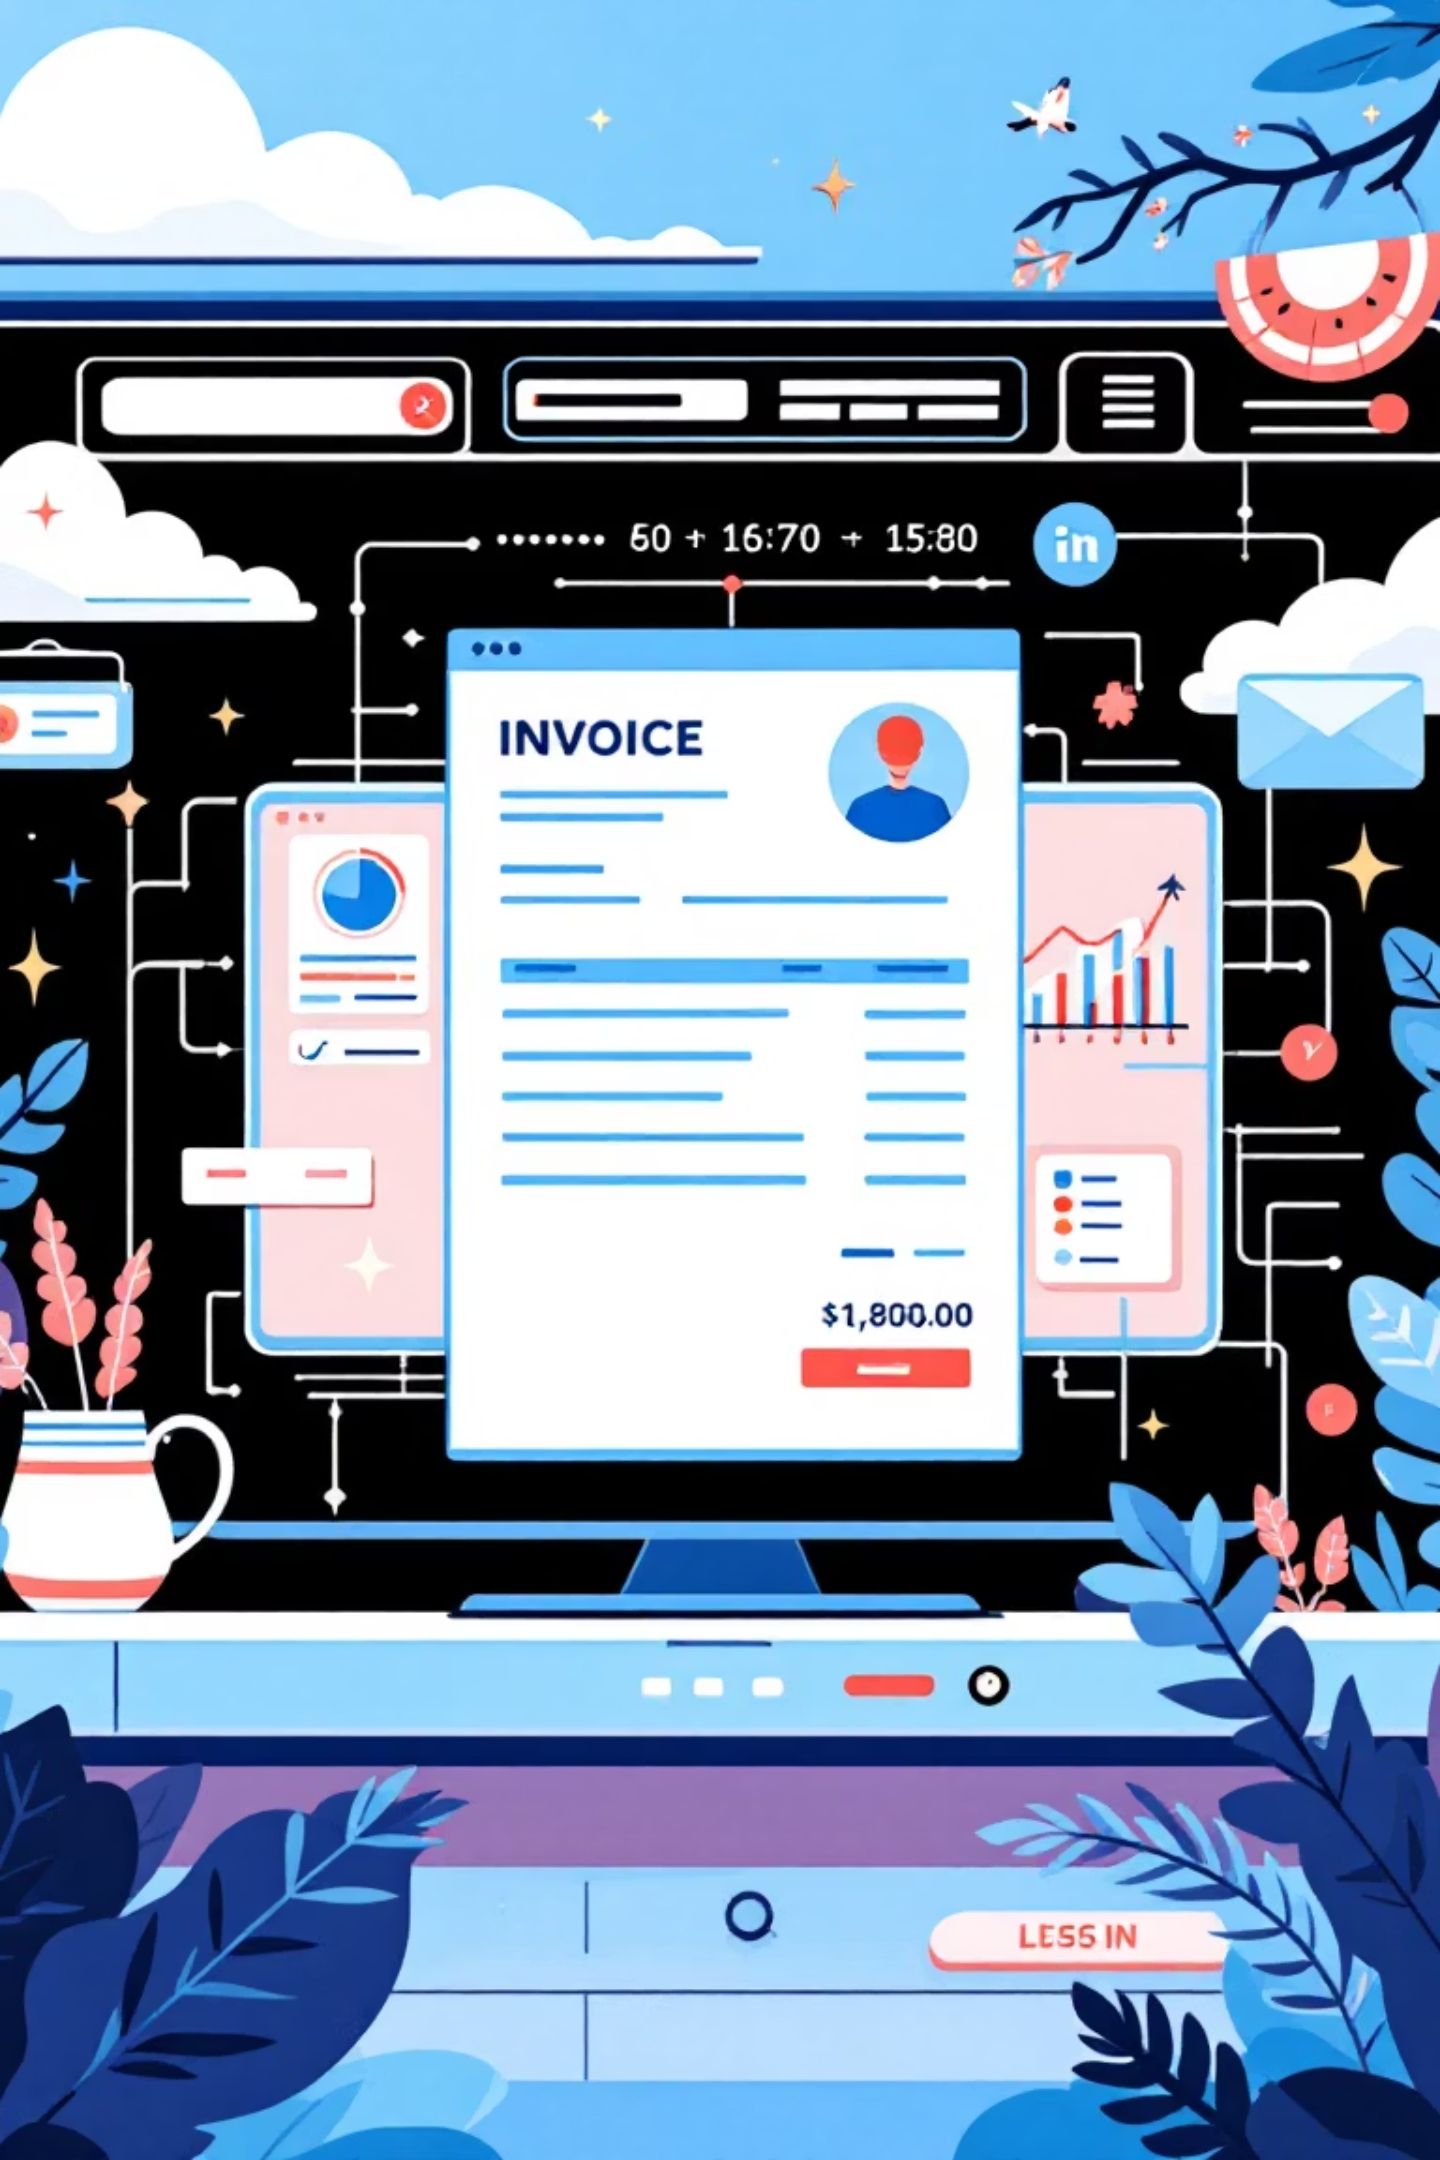 60 + 16:70 + 15:80
in
INVOICE
$1,800.00
LESS IN